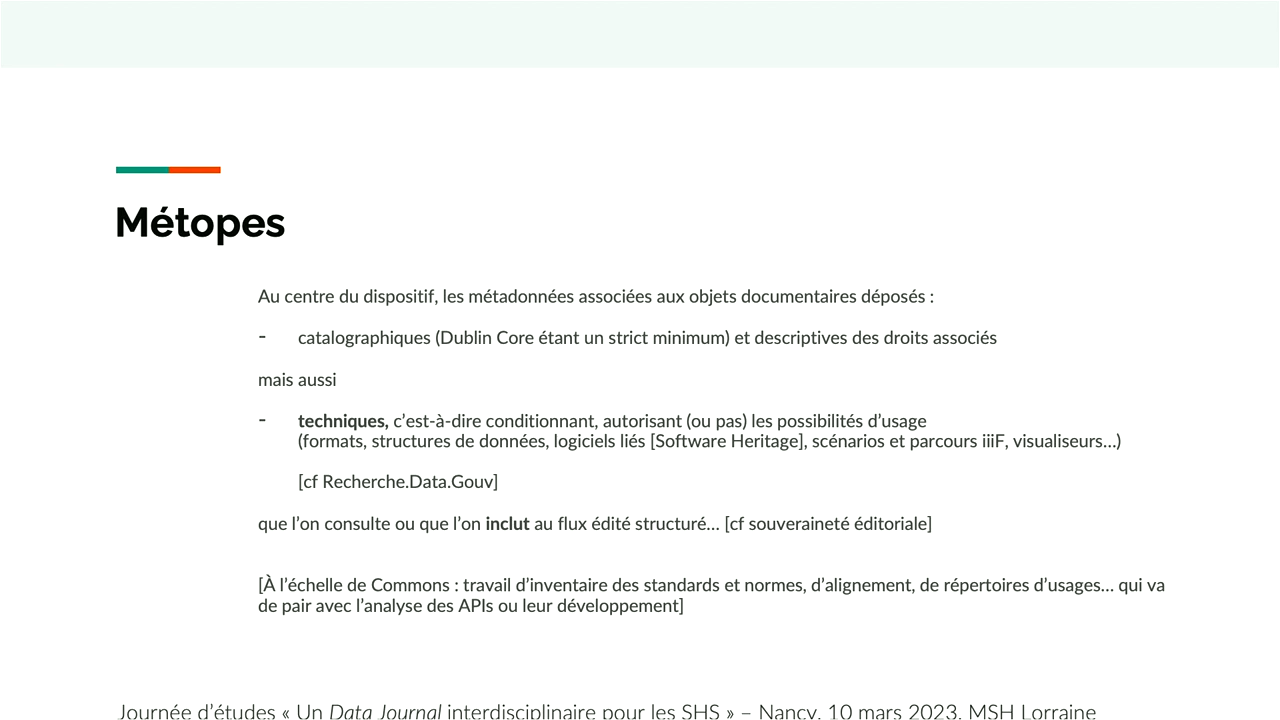 Métopes
Au centre du dispositif, les métadonnées associées aux objets documentaires déposés :
- catalographiques (Dublin Core étant un strict minimum) et descriptives des droits associés
mais aussi
- techniques, c’est-à-dire conditionnant, autorisant (ou pas) les possibilités d’usage
(formats, structures de données, logiciels liés [Software Heritage], scénarios et parcours iiiF, visualiseurs…)
[cf Recherche.Data.Gouv]
que l’on consulte ou que l’on inclut au flux édité structuré… [cf souveraineté éditoriale]
[À l’échelle de Commons : travail d’inventaire des standards et normes, d’alignement, de répertoires d’usages… qui va
de pair avec l’analyse des APIs ou leur développement]
Journée d’études « Un Data Journal interdisciplinaire pour les SHS » – Nancy, 10 mars 2023, MSH Lorraine